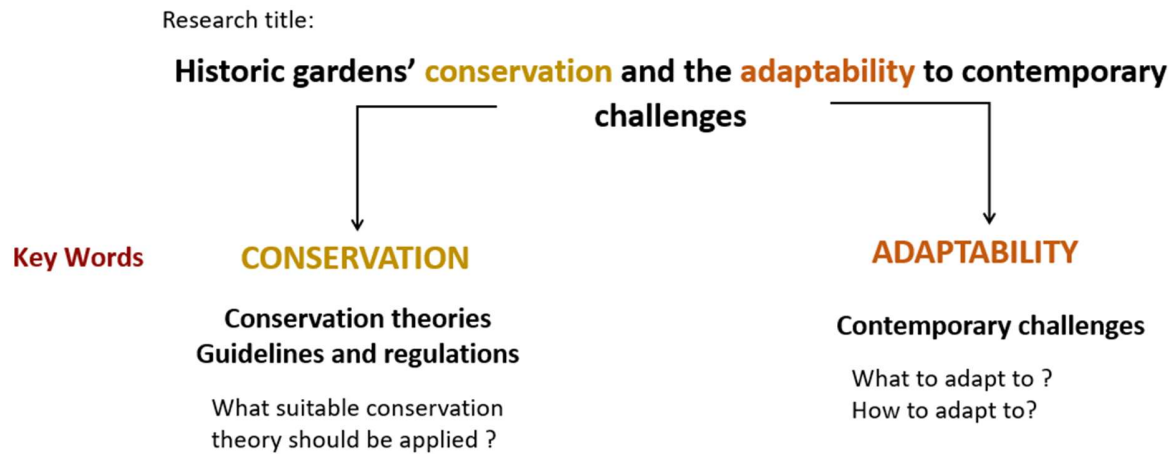 Research title:
Historic gardens’ conservation and the adaptability to contemporary
challenges
Key Words
CONSERVATION
Conservation theories
Guidelines and regulations
What suitable conservation
theory should be applied ?
ADAPTABILITY
Contemporary challenges
What to adapt to ?
How to adapt to?